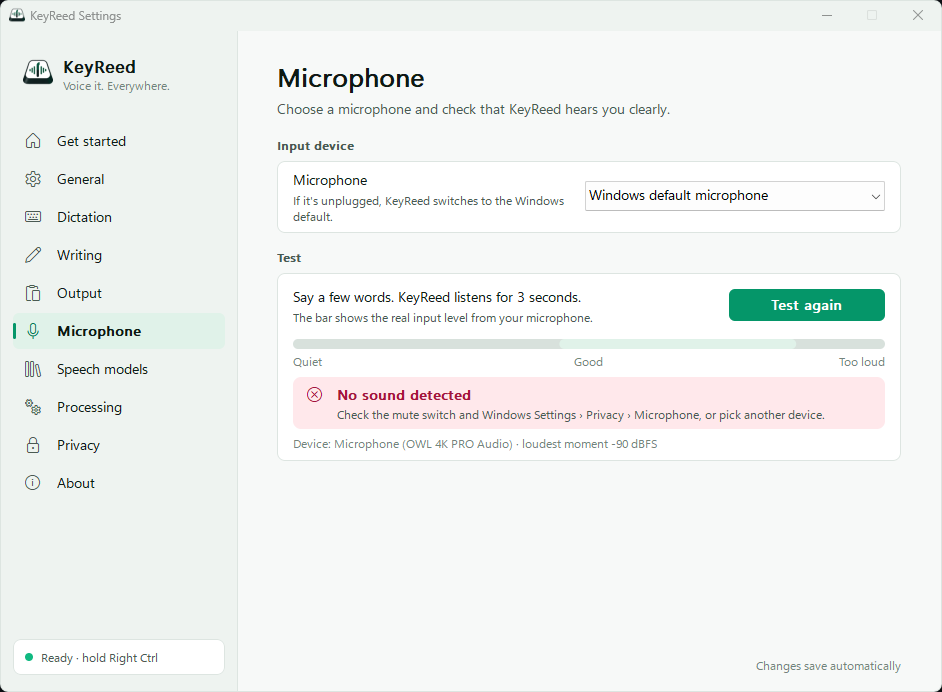 KeyReed Settings
KeyReed
Voice it. Everywhere.
Get started
General
Dictation
Writing
Output
Microphone
Speech models
Processing
Privacy
About
Ready · hold Right Ctrl
Microphone
Choose a microphone and check that KeyReed hears you clearly.
Input device
Microphone
If it's unplugged, KeyReed switches to the Windows
default.
Windows default microphone
Test
Say a few words. KeyReed listens for 3 seconds.
The bar shows the real input level from your microphone.
Test again
Quiet
Good
Too loud
No sound detected
Check the mute switch and Windows Settings › Privacy › Microphone, or pick another device.
Device: Microphone (OWL 4K PRO Audio) · loudest moment -90 dBFS
Changes save automatically